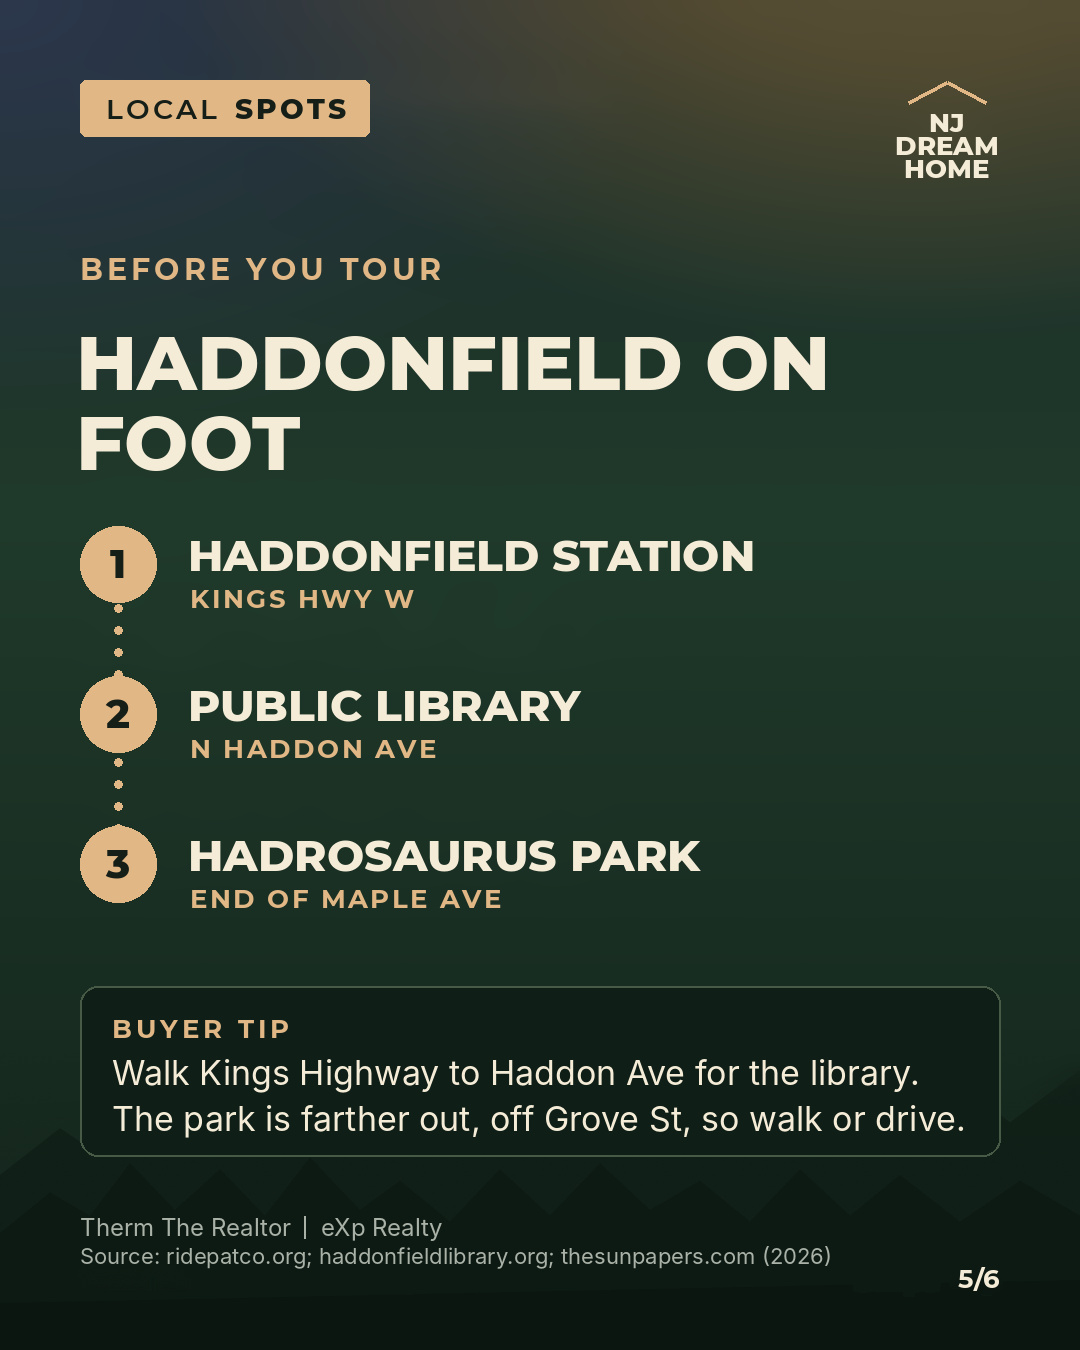 LOCAL SPOTS
NJ
DREAM
HOME
BEFORE YOU TOUR
HADDONFIELD ON
FOOT
1
HADDONFIELD STATION
KINGS HWY W
2
PUBLIC LIBRARY
N HADDON AVE
3
HADROSAURUS PARK
END OF MAPLE AVE
BUYER TIP
Walk Kings Highway to Haddon Ave for the library.
The park is farther out, off Grove St, so walk or drive.
Therm The Realtor | eXp Realty
Source: ridepatco.org; haddonfieldlibrary.org; thesunpapers.com (2026)
5/6